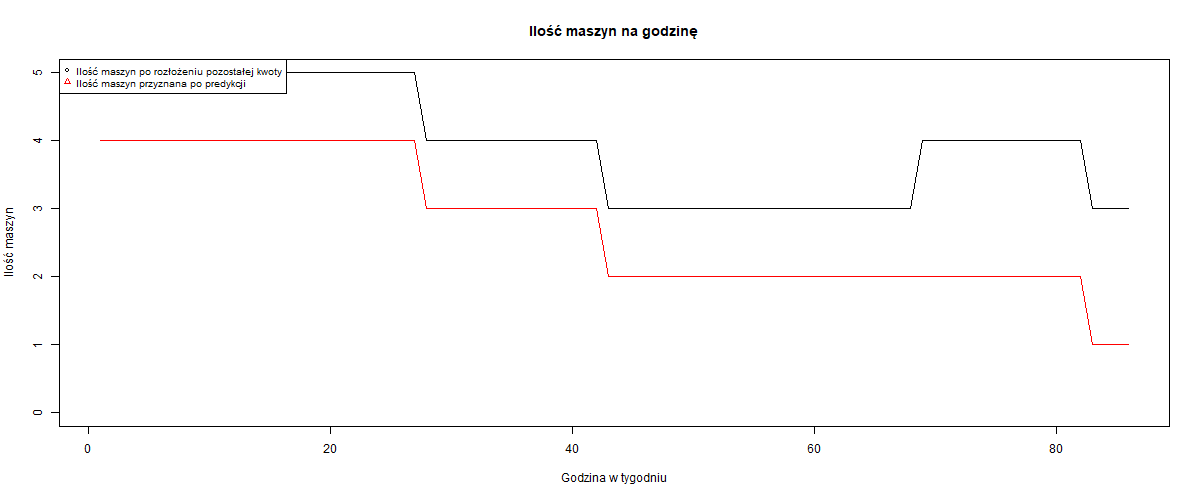 Ilość maszyn na godzinę
Ilość maszyn po rozłożeniu pozostałej kwoty
Ilość maszyn przyznana po predykcji
Ilość maszyn
5
4
3
2
1
0
0 20 40 60 80
Godzina w tygodniu